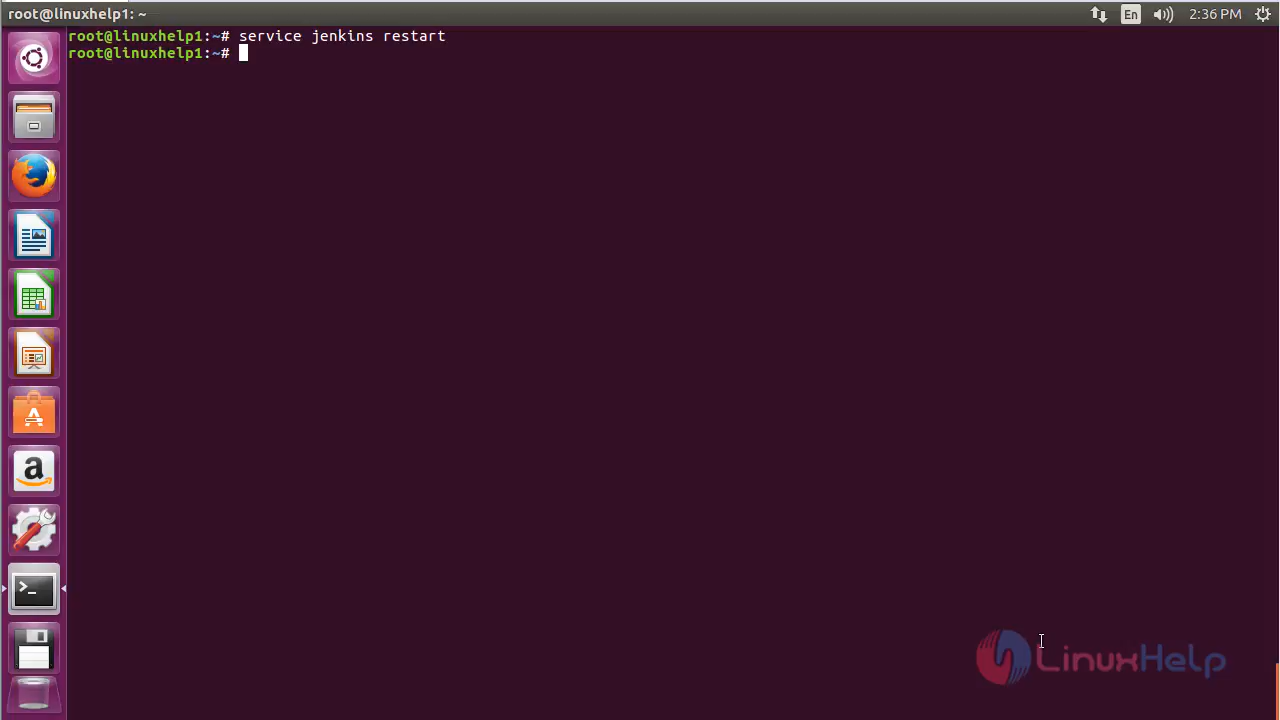 root@linuxhelp1: ~
En
2:36 PM
root@linuxhelp1:~# service jenkins restart
root@linuxhelp1:~#
LinuxHelp